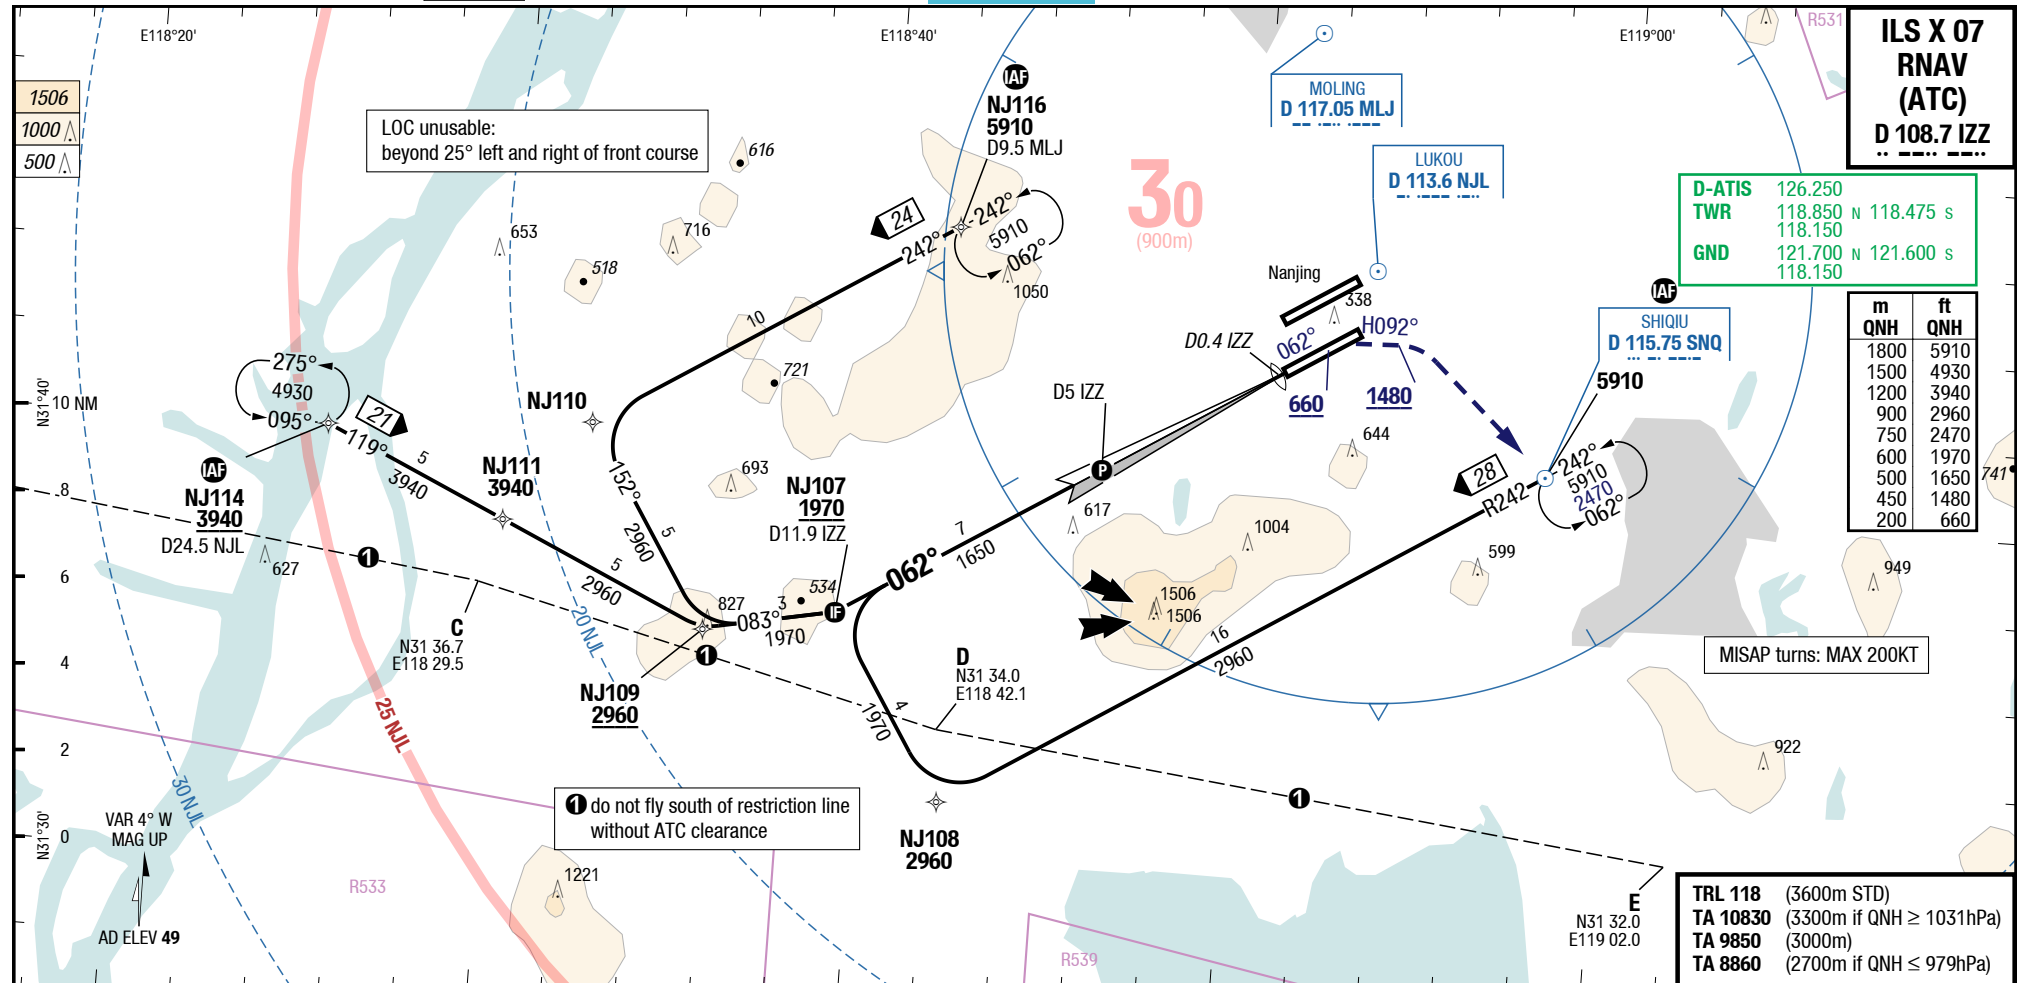 E118°20'
E118°40'
E119°00'
R531
ILS X 07
RNAV
(ATC)
D 108.7 IZZ
1506
1000
500
LOC unusable:
beyond 25° left and right of front course
IAF
NJ116
5910
D9.5 MLJ
MOLING
D 117.05 MLJ
LUKOU
D 113.6 NJL
30
(900m)
D-ATIS 126.250
TWR 118.850 N 118.475 S
118.150
GND 121.700 N 121.600 S
118.150
616
653
716
518
24
242°
242°
5910
062°
1050
10
721
Nanjing
338
D0.4 IZZ
062°
H092°
660
1480
IAF
SHIQIU
D 115.75 SNQ
5910
m ft
QNH QNH
1800 5910
1500 4930
1200 3940
900 2960
750 2470
600 1970
500 1650
450 1480
200 660
N31°40'
10 NM
8
6
4
2
0
N31°30'
275°
4930
095°
21
119°
5
3940
IAF
NJ114
3940
D24.5 NJL
627
NJ111
3940
5
2960
NJ110
152°
5
2960
693
NJ107
1970
D11.9 IZZ
D5 IZZ
P
617
644
28
R242
242°
5910
2470
062°
741
599
949
1004
1506
1506
062°
7
1650
IF
534
827
083°
3
1970
1
1
C
N31 36.7
E118 29.5
20 NJL
NJ109
2960
4
1970
D
N31 34.0
E118 42.1
16
2960
MISAP turns: MAX 200KT
922
25 NJL
30 NJL
VAR 4° W
MAG UP
AD ELEV 49
R533
1 do not fly south of restriction line
without ATC clearance
1221
NJ108
2960
1
R539
E
N31 32.0
E119 02.0
TRL 118 (3600m STD)
TA 10830 (3300m if QNH ≥ 1031hPa)
TA 9850 (3000m)
TA 8860 (2700m if QNH ≤ 979hPa)